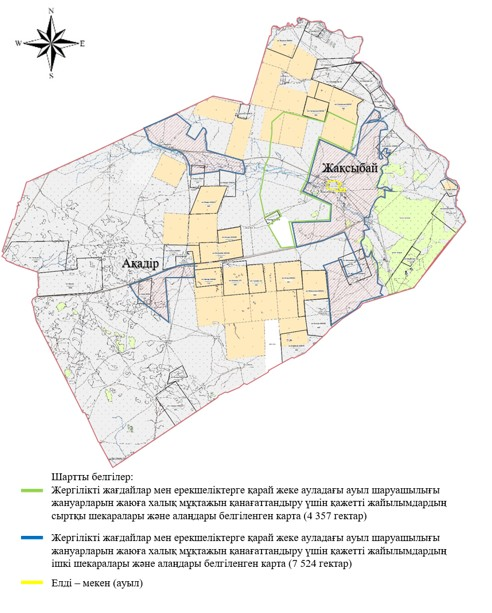 N
W
E
S
Жақсыбай
Ақадір
Шартты белгілер:
Жергілікті жағдайлар мен ерекшеліктерге қарай жеке ауладағы ауыл шаруашылығы
жануарларын жаюға халық мұқтажын қанағаттандыру үшін қажетті жайылымдардың
сыртқы шекаралары және алаңдары белгіленген карта (4 357 гектар)
Жергілікті жағдайлар мен ерекшеліктерге қарай жеке ауладағы ауыл шаруашылығы
жануарларын жаюға халық мұқтажын қанағаттандыру үшін қажетті жайылымдардың
ішкі шекаралары және алаңдары белгіленген карта (7 524 гектар)
Елді – мекен (ауыл)